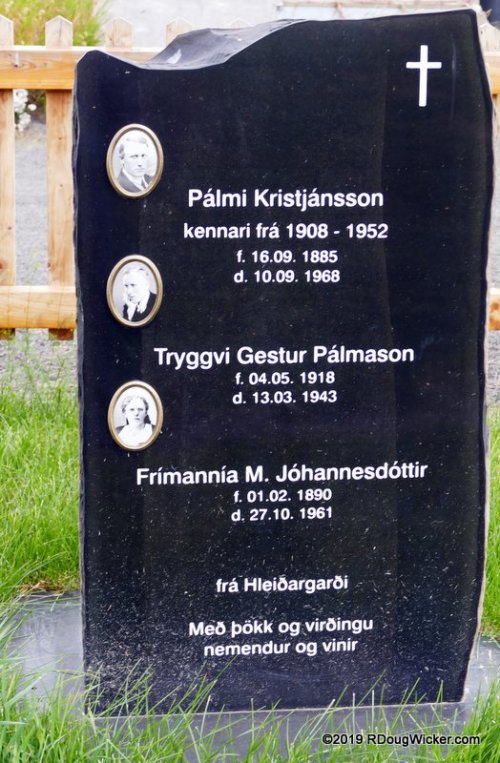 Pálmi Kristjánsson
kennari frá 1908 - 1952
f. 16.09. 1885
d. 10.09. 1968
Tryggvi Gestur Pálmason
f. 04.05. 1918
d. 13.03. 1943
Frímannía M. Jóhannesdóttir
f. 01.02. 1890
d. 27.10. 1961
frá Hleiðargarði
Með þökk og virðingu
nemendur og vinir
©2019 RDougWicker.com